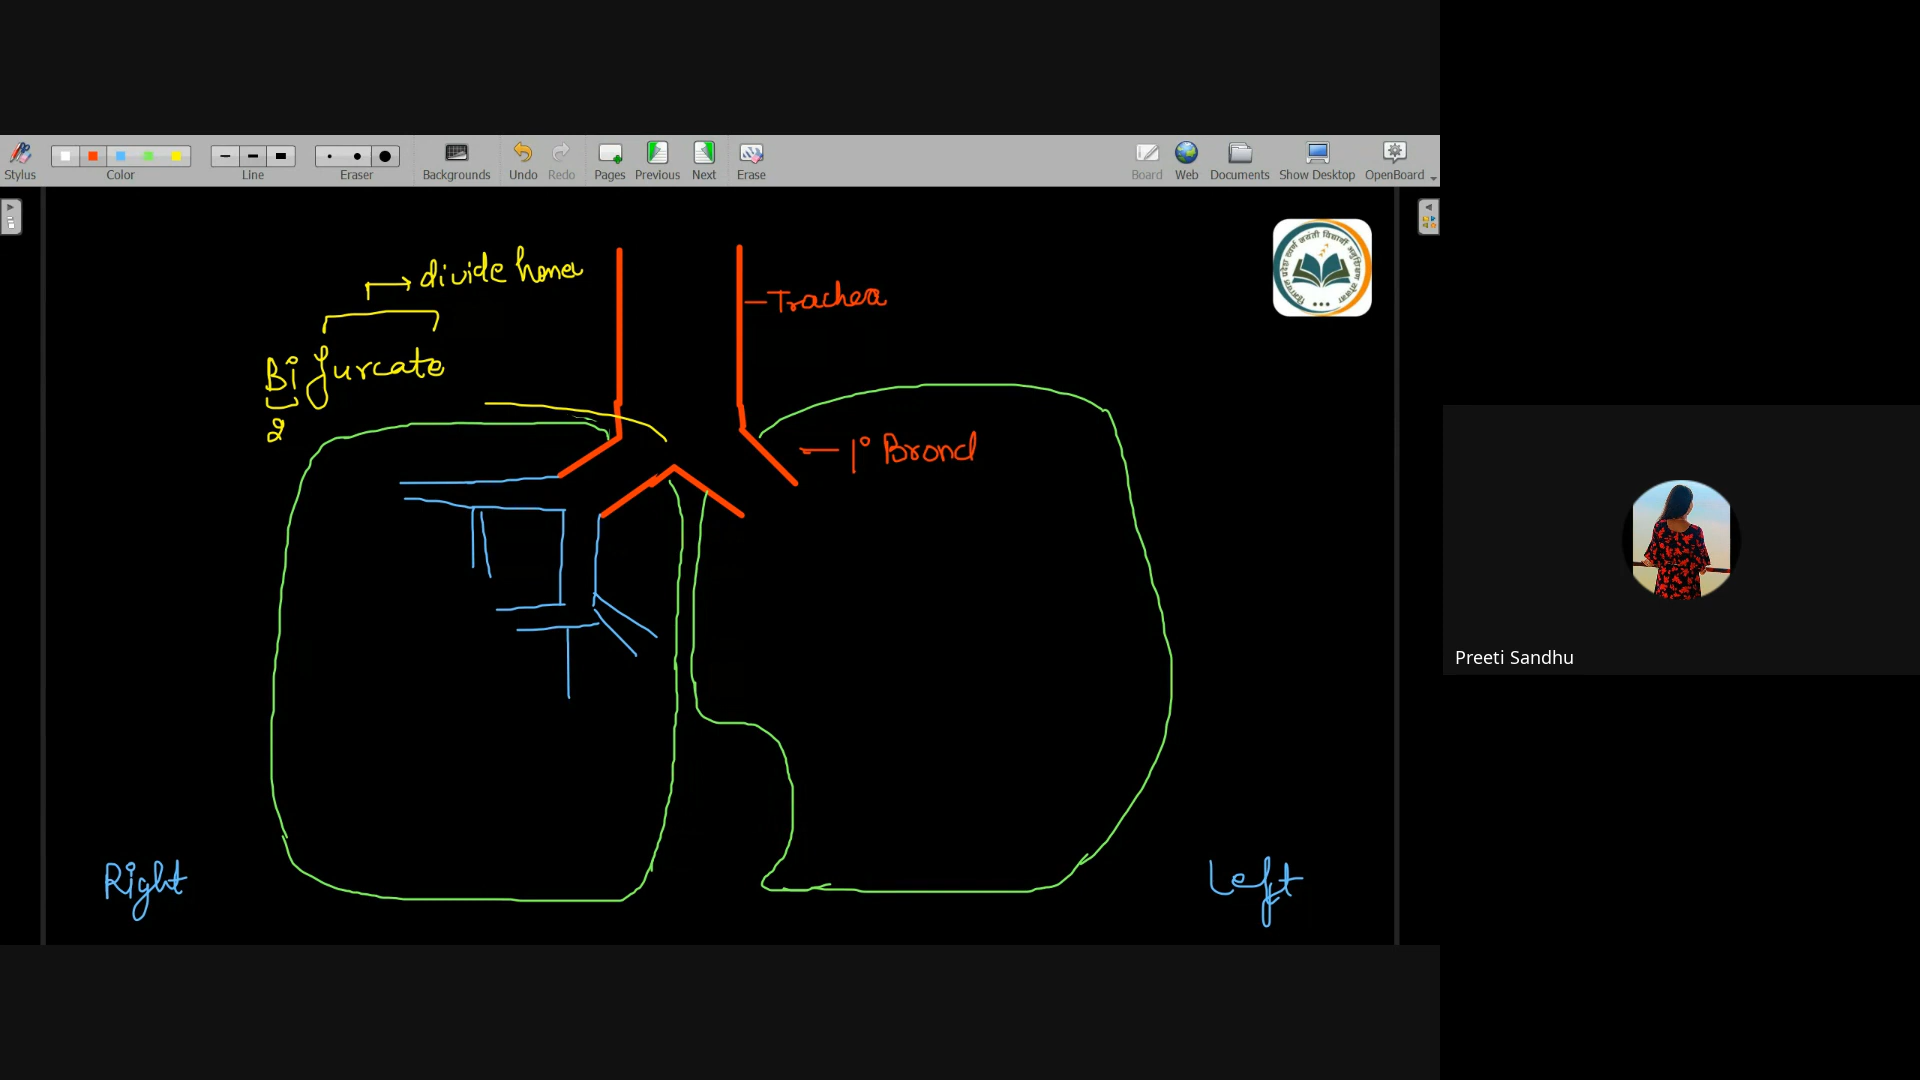 Stylus
Color
Line
Eraser
Backgrounds
Undo
Redo
Pages
Previous
Next
Erase
Board
Web
Documents
Show Desktop
OpenBoard
divide hona
Trachea
Bifurcate
2
1° Bronci
Right
Left
Preeti Sandhu